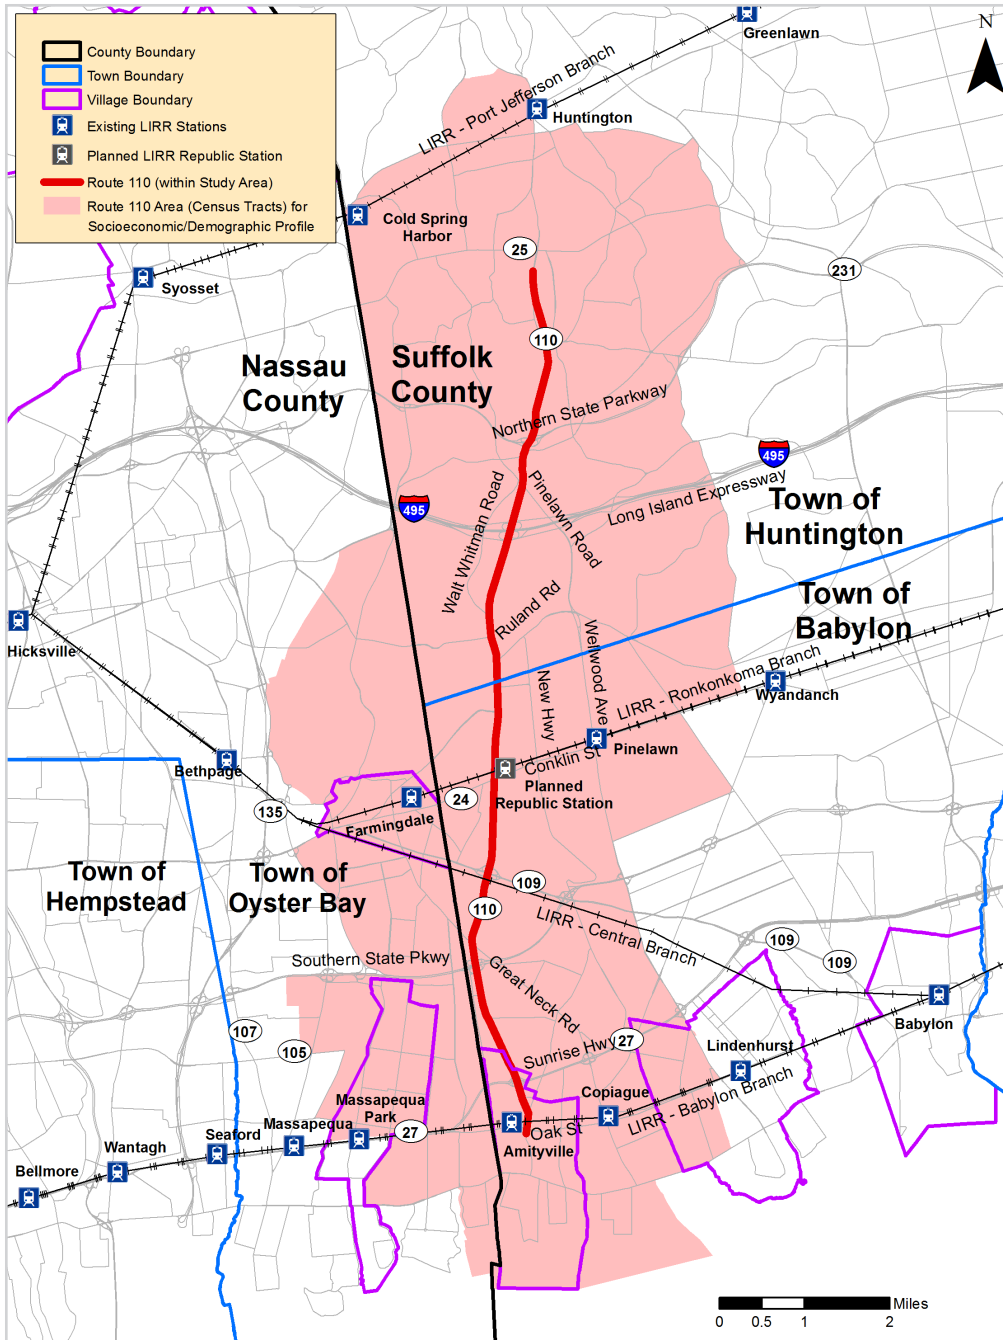 County Boundary
Town Boundary
Village Boundary
Existing LIRR Stations
Planned LIRR Republic Station
Route 110 (within Study Area)
Route 110 Area (Census Tracts) for
Socioeconomic/Demographic Profile
N
Greenlawn
LIRR - Port Jefferson Branch
Huntington
Cold Spring
Harbor
25
231
Syosset
110
Nassau
County
Suffolk
County
Northern State Parkway
495
495
Long Island Expressway
Walt Whitman Road
Pinelawn Road
Town of
Huntington
Ruland Rd
Town of
Babylon
Hicksville
Wellwood Ave
New Hwy
LIRR - Ronkonkoma Branch
Wyandanch
Pinelawn
Conklin St
Bethpage
Planned
Republic Station
24
135
Farmingdale
Town of
Hempstead
Town of
Oyster Bay
109
110
LIRR - Central Branch
109
109
Southern State Pkwy
Great Neck Rd
Babylon
107
105
Sunrise Hwy
27
Lindenhurst
LIRR - Babylon Branch
Copiague
Massapequa
Park
Massapequa
27
Oak St
Amityville
Seaford
Wantagh
Bellmore
Miles
0 0.5 1 2